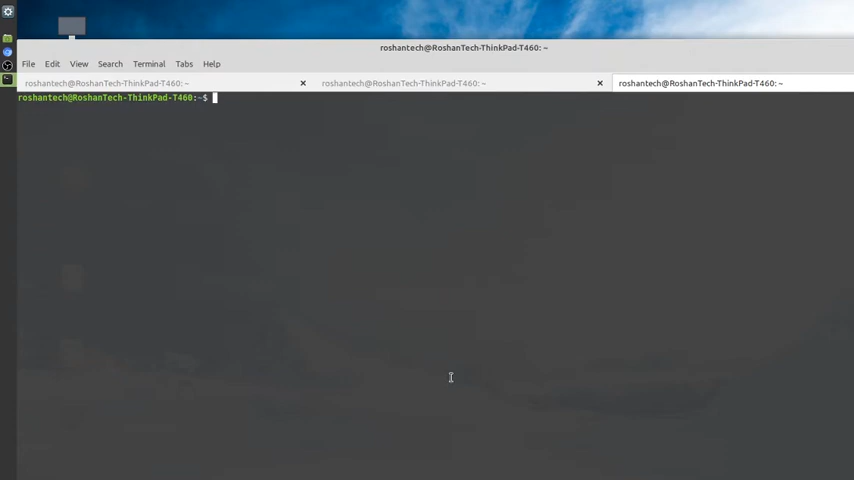 roshantech@RoshanTech-ThinkPad-T460: ~
File Edit View Search Terminal Tabs Help
roshantech@RoshanTech-ThinkPad-T460: ~ roshantech@RoshanTech-ThinkPad-T460: ~ roshantech@RoshanTech-ThinkPad-T460: ~
roshantech@RoshanTech-ThinkPad-T460:~$